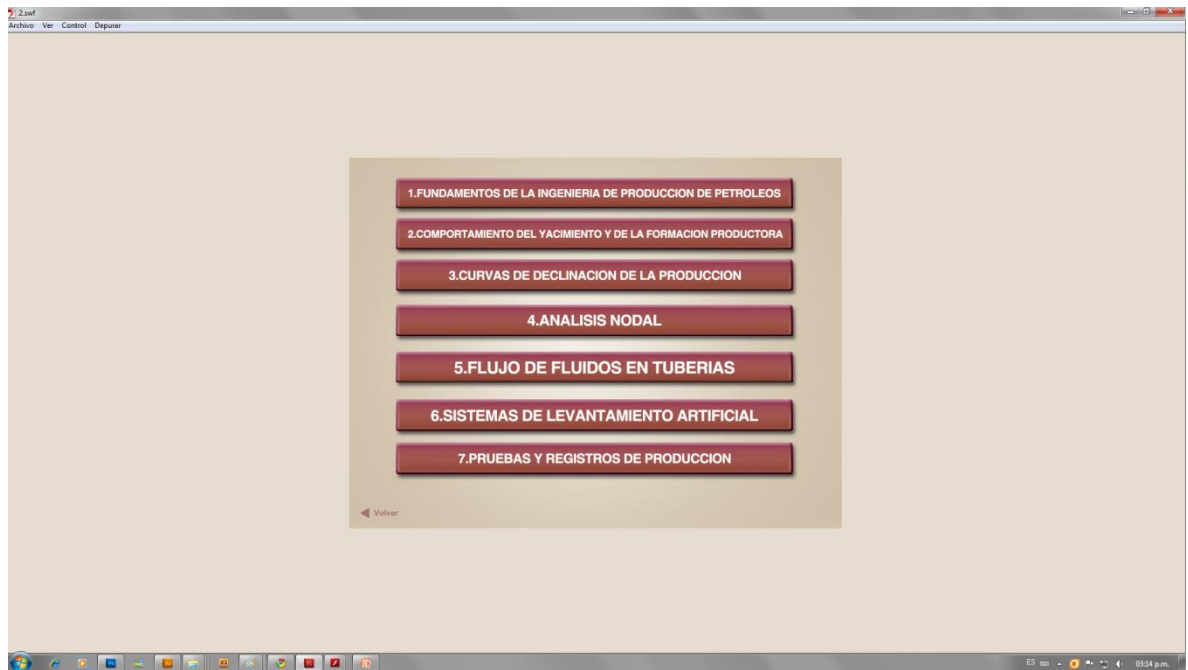 2.swf
Archivo Ver Control Depurar
1.FUNDAMENTOS DE LA INGENIERIA DE PRODUCCION DE PETROLEOS
2.COMPORTAMIENTO DEL YACIMIENTO Y DE LA FORMACION PRODUCTORA
3.CURVAS DE DECLINACION DE LA PRODUCCION
4.ANALISIS NODAL
5.FLUJO DE FLUIDOS EN TUBERIAS
6.SISTEMAS DE LEVANTAMIENTO ARTIFICIAL
7.PRUEBAS Y REGISTROS DE PRODUCCION
Volver
ES 03:14 p.m.